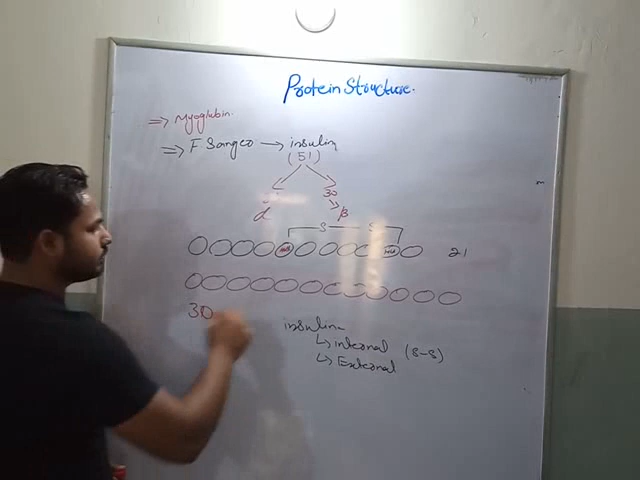 Protein Structure.
⇒ Myoglobin.
⇒ F Sanger → insulin
(51)
30
α β
S S
21
30
insulin
↳ internal (S-S)
↳ External